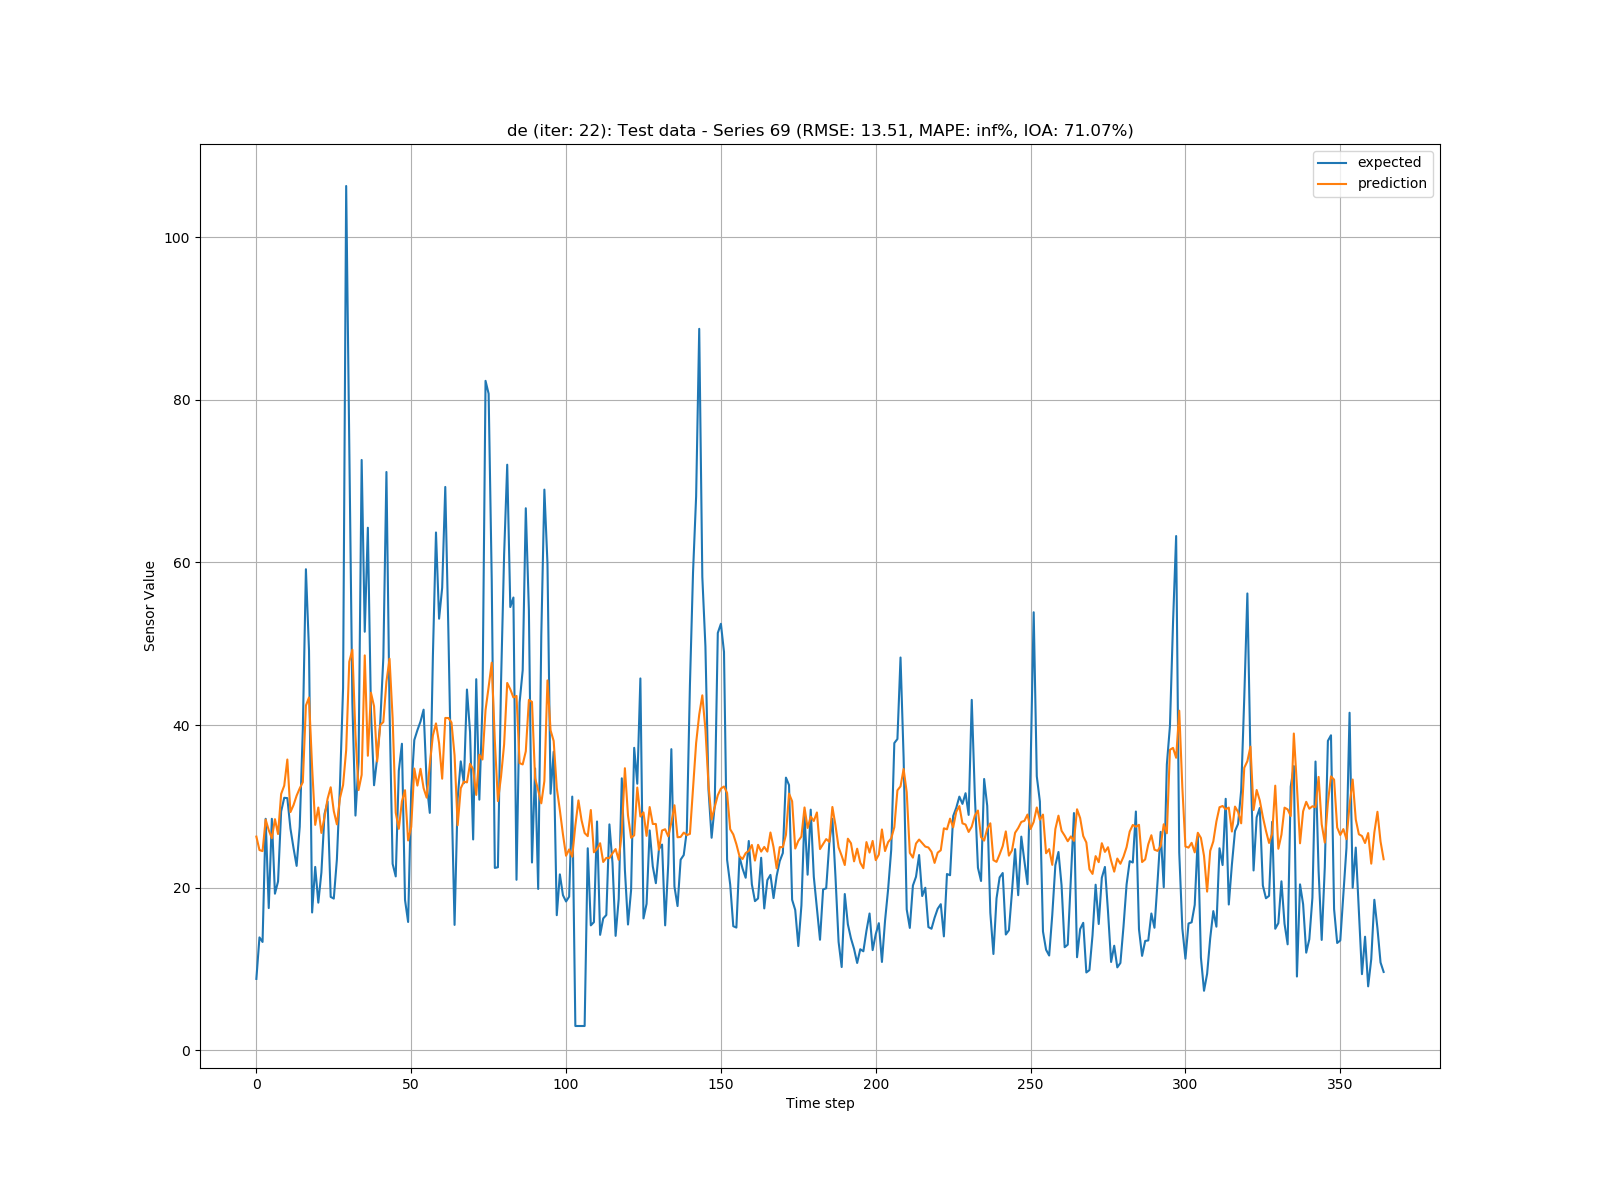 de (iter: 22): Test data - Series 69 (RMSE: 13.51, MAPE: inf%, IOA: 71.07%)
expected
prediction
100
80
60
40
20
0
Sensor Value
0 50 100 150 200 250 300 350
Time step